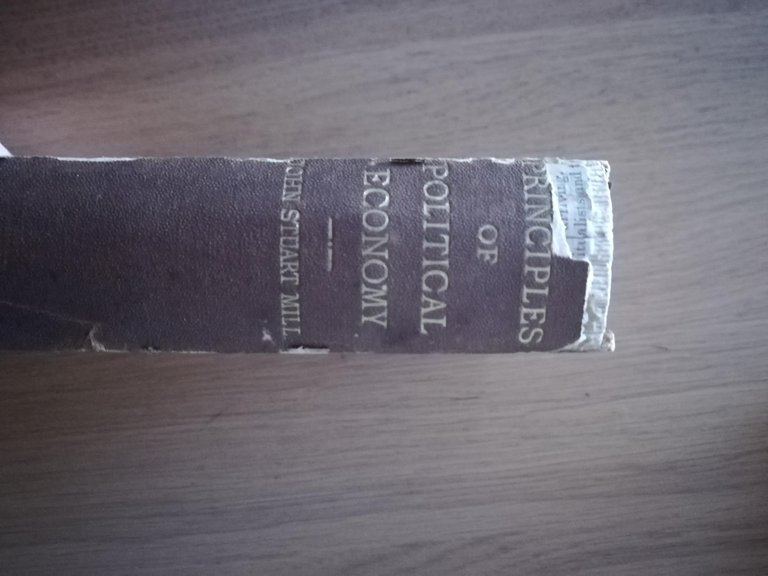 PRINCIPLES
OF
POLITICAL
ECONOMY
JOHN STUART MILL